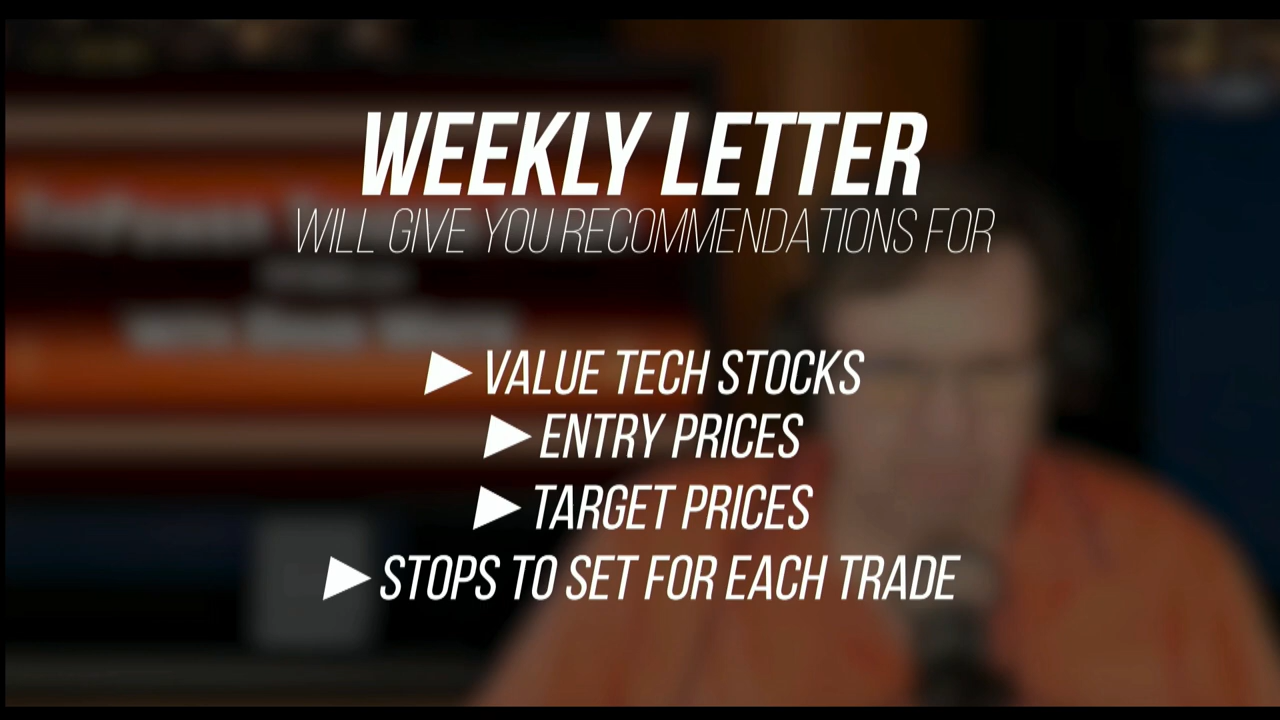 WEEKLY LETTER
WILL GIVE YOU RECOMMENDATIONS FOR
▶ VALUE TECH STOCKS
▶ ENTRY PRICES
▶ TARGET PRICES
▶ STOPS TO SET FOR EACH TRADE